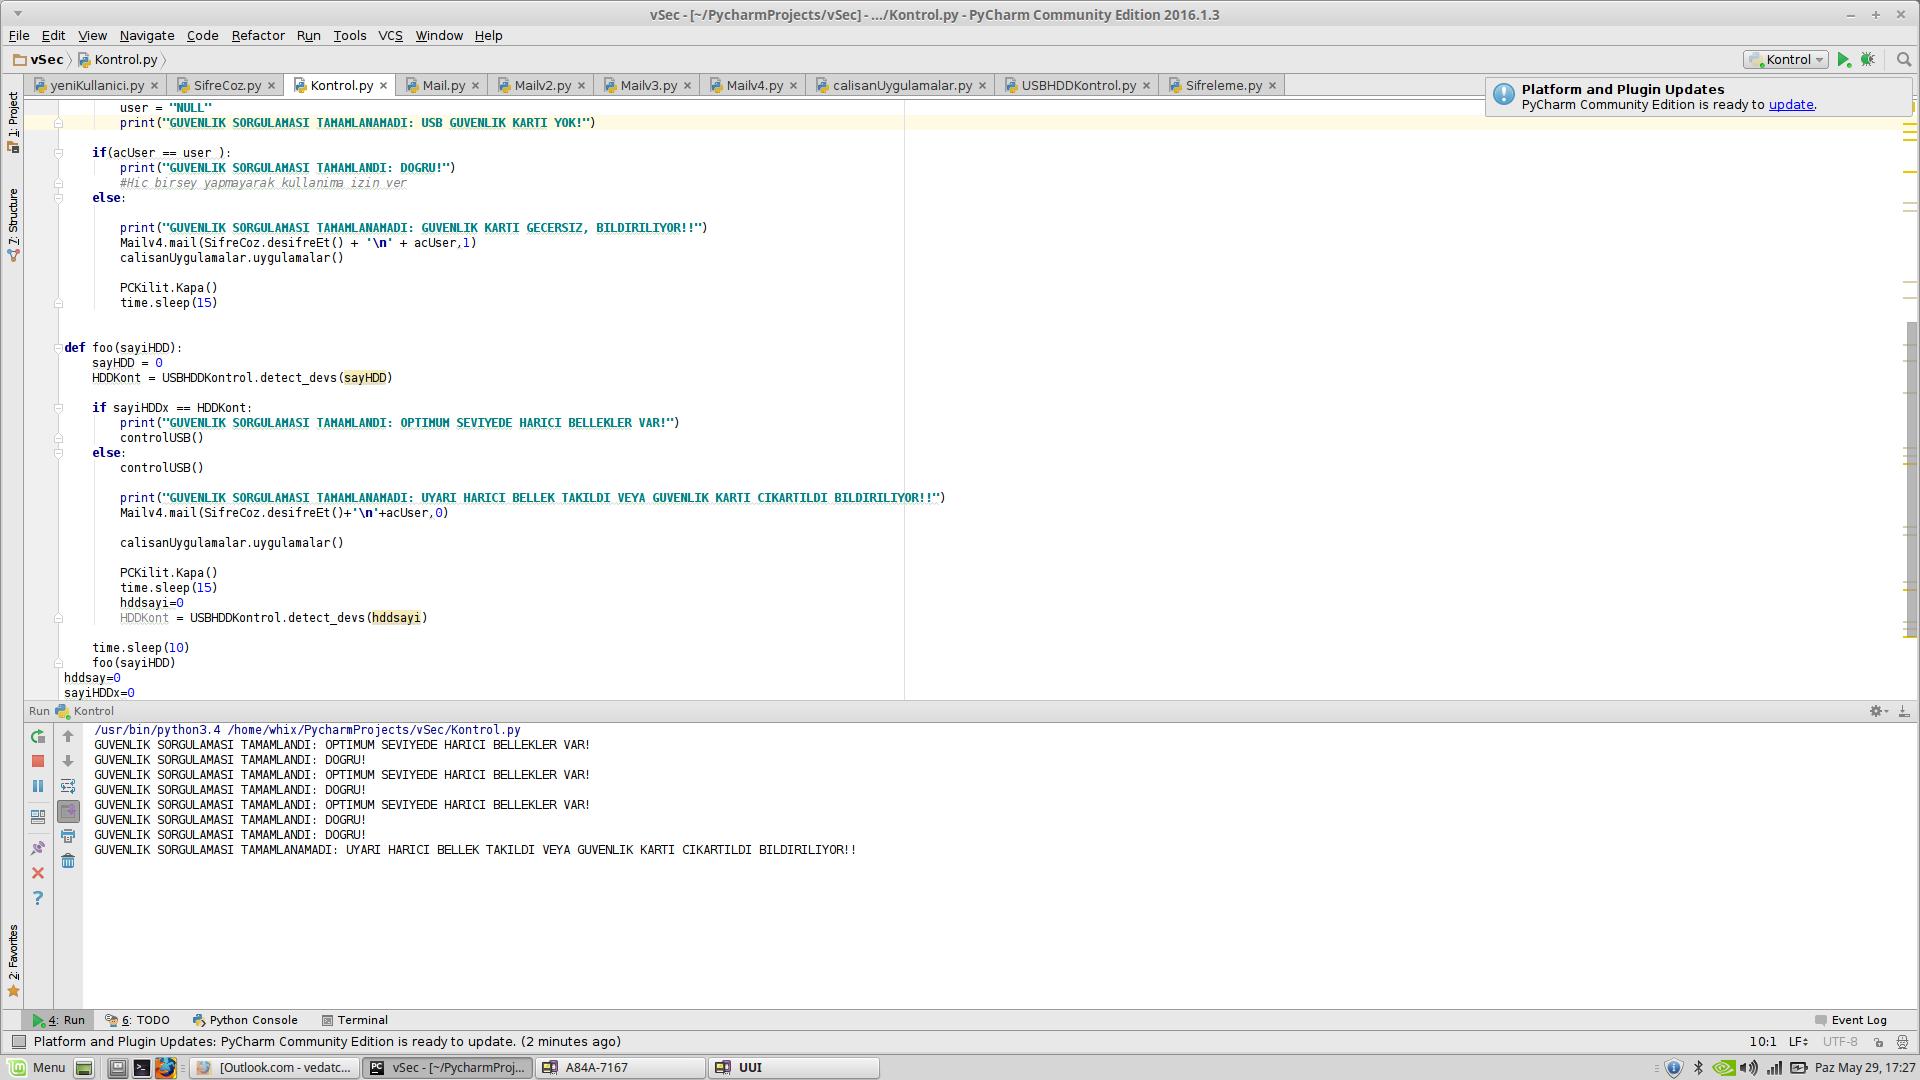 vSec - [~/PycharmProjects/vSec] - .../Kontrol.py - PyCharm Community Edition 2016.1.3
File Edit View Navigate Code Refactor Run Tools VCS Window Help
vSec Kontrol.py Kontrol
yeniKullanici.py SifreCoz.py Kontrol.py Mail.py Mailv2.py Mailv3.py Mailv4.py calisanUygulamalar.py USBHDDKontrol.py Sifreleme.py
Platform and Plugin Updates
PyCharm Community Edition is ready to update.
1: Project
7: Structure
2: Favorites
user = "NULL"
print("GUVENLIK SORGULAMASI TAMAMLANAMADI: USB GUVENLIK KARTI YOK!")
if(acUser == user ):
print("GUVENLIK SORGULAMASI TAMAMLANDI: DOGRU!")
#Hic birsey yapmayarak kullanima izin ver
else:
print("GUVENLIK SORGULAMASI TAMAMLANAMADI: GUVENLIK KARTI GECERSIZ, BILDIRILIYOR!!")
Mailv4.mail(SifreCoz.desifreEt() + '\n' + acUser,1)
calisanUygulamalar.uygulamalar()
PCKilit.Kapa()
time.sleep(15)
def foo(sayiHDD):
sayHDD = 0
HDDKont = USBHDDKontrol.detect_devs(sayHDD)
if sayiHDDx == HDDKont:
print("GUVENLIK SORGULAMASI TAMAMLANDI: OPTIMUM SEVIYEDE HARICI BELLEKLER VAR!")
controlUSB()
else:
controlUSB()
print("GUVENLIK SORGULAMASI TAMAMLANAMADI: UYARI HARICI BELLEK TAKILDI VEYA GUVENLIK KARTI CIKARTILDI BILDIRILIYOR!!")
Mailv4.mail(SifreCoz.desifreEt()+'\n'+acUser,0)
calisanUygulamalar.uygulamalar()
PCKilit.Kapa()
time.sleep(15)
hddsayi=0
HDDKont = USBHDDKontrol.detect_devs(hddsayi)
time.sleep(10)
foo(sayiHDD)
hddsay=0
sayiHDDx=0
Run Kontrol
/usr/bin/python3.4 /home/whix/PycharmProjects/vSec/Kontrol.py
GUVENLIK SORGULAMASI TAMAMLANDI: OPTIMUM SEVIYEDE HARICI BELLEKLER VAR!
GUVENLIK SORGULAMASI TAMAMLANDI: DOGRU!
GUVENLIK SORGULAMASI TAMAMLANDI: OPTIMUM SEVIYEDE HARICI BELLEKLER VAR!
GUVENLIK SORGULAMASI TAMAMLANDI: DOGRU!
GUVENLIK SORGULAMASI TAMAMLANDI: OPTIMUM SEVIYEDE HARICI BELLEKLER VAR!
GUVENLIK SORGULAMASI TAMAMLANDI: DOGRU!
GUVENLIK SORGULAMASI TAMAMLANDI: DOGRU!
GUVENLIK SORGULAMASI TAMAMLANAMADI: UYARI HARICI BELLEK TAKILDI VEYA GUVENLIK KARTI CIKARTILDI BILDIRILIYOR!!
4: Run 6: TODO Python Console Terminal Event Log
Platform and Plugin Updates: PyCharm Community Edition is ready to update. (2 minutes ago) 10:1 LF UTF-8
Menu [Outlook.com - vedatc... vSec - [~/PycharmProj... A84A-7167 UUI Paz May 29, 17:27